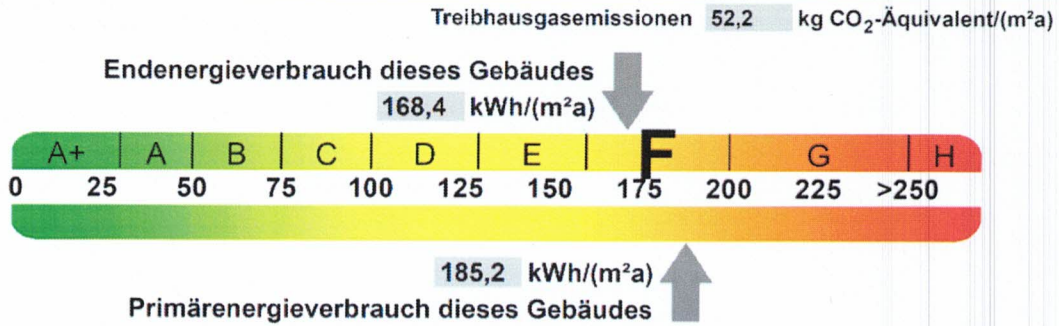 Treibhausgasemissionen 52,2 kg CO₂-Äquivalent/(m²a)
Endenergieverbrauch dieses Gebäudes
168,4 kWh/(m²a)
A+ A B C D E F G H
0 25 50 75 100 125 150 175 200 225 >250
185,2 kWh/(m²a)
Primärenergieverbrauch dieses Gebäudes